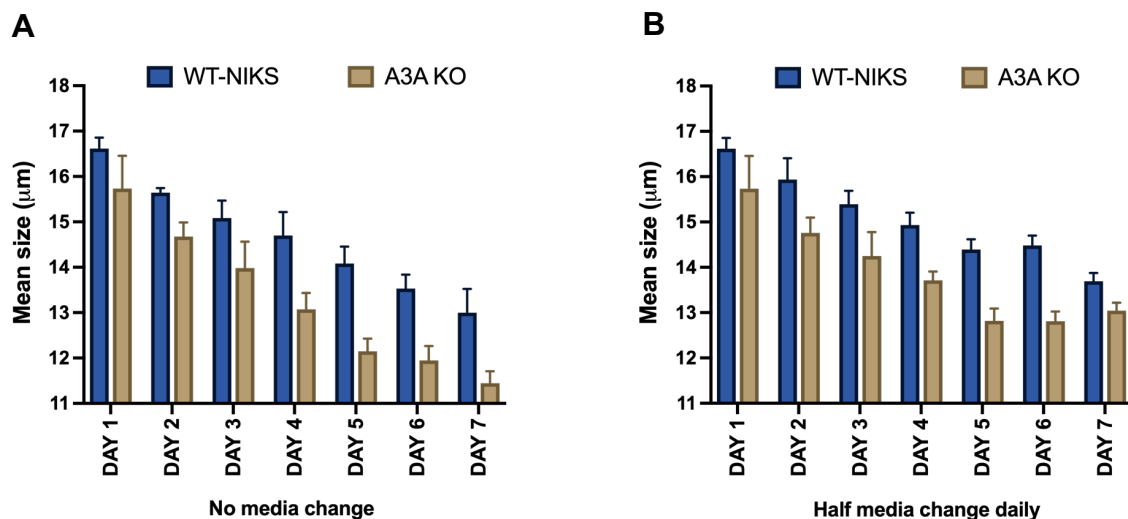 A
WT-NIKS
A3A KO
Mean size (μm)
18
17
16
15
14
13
12
11
DAY 1
DAY 2
DAY 3
DAY 4
DAY 5
DAY 6
DAY 7
No media change
B
WT-NIKS
A3A KO
Mean size (μm)
18
17
16
15
14
13
12
11
DAY 1
DAY 2
DAY 3
DAY 4
DAY 5
DAY 6
DAY 7
Half media change daily